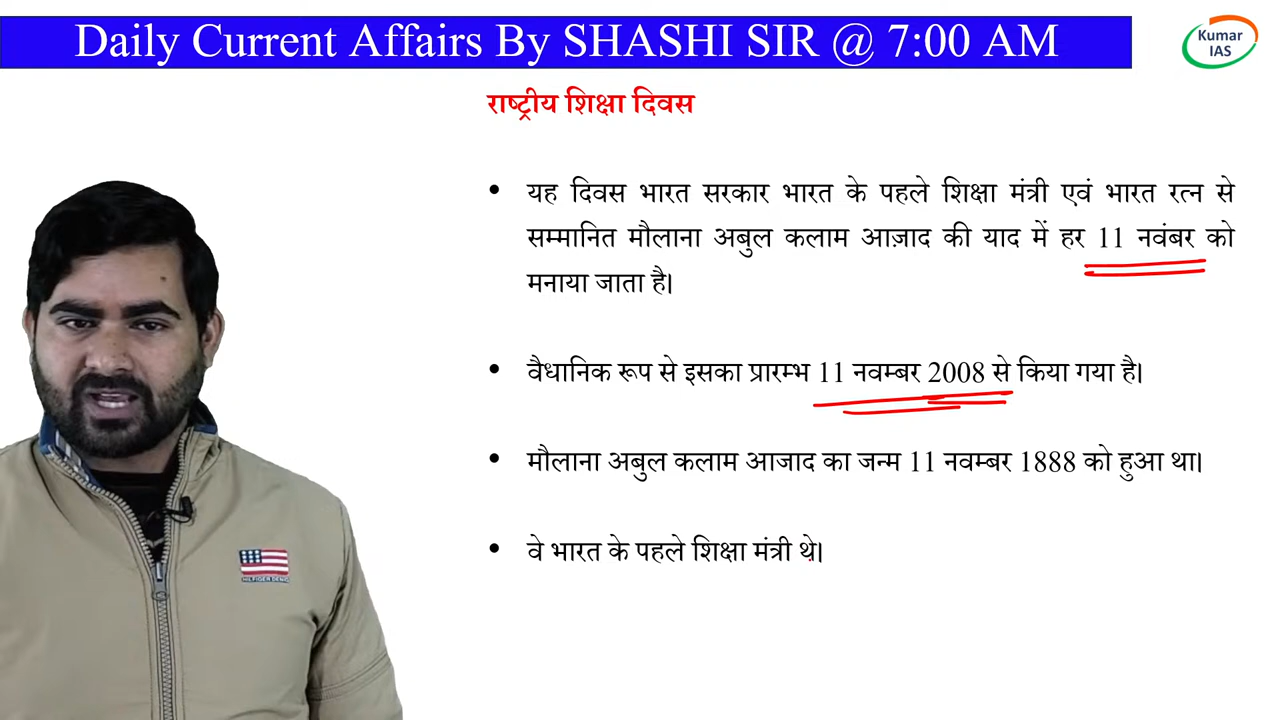 Daily Current Affairs By SHASHI SIR @ 7:00 AM
Kumar
IAS
राष्ट्रीय शिक्षा दिवस
• यह दिवस भारत सरकार भारत के पहले शिक्षा मंत्री एवं भारत रत्न से
सम्मानित मौलाना अबुल कलाम आज़ाद की याद में हर 11 नवंबर को
मनाया जाता है।
• वैधानिक रूप से इसका प्रारम्भ 11 नवम्बर 2008 से किया गया है।
• मौलाना अबुल कलाम आजाद का जन्म 11 नवम्बर 1888 को हुआ था।
• वे भारत के पहले शिक्षा मंत्री थे।
HILFIGER DENIM